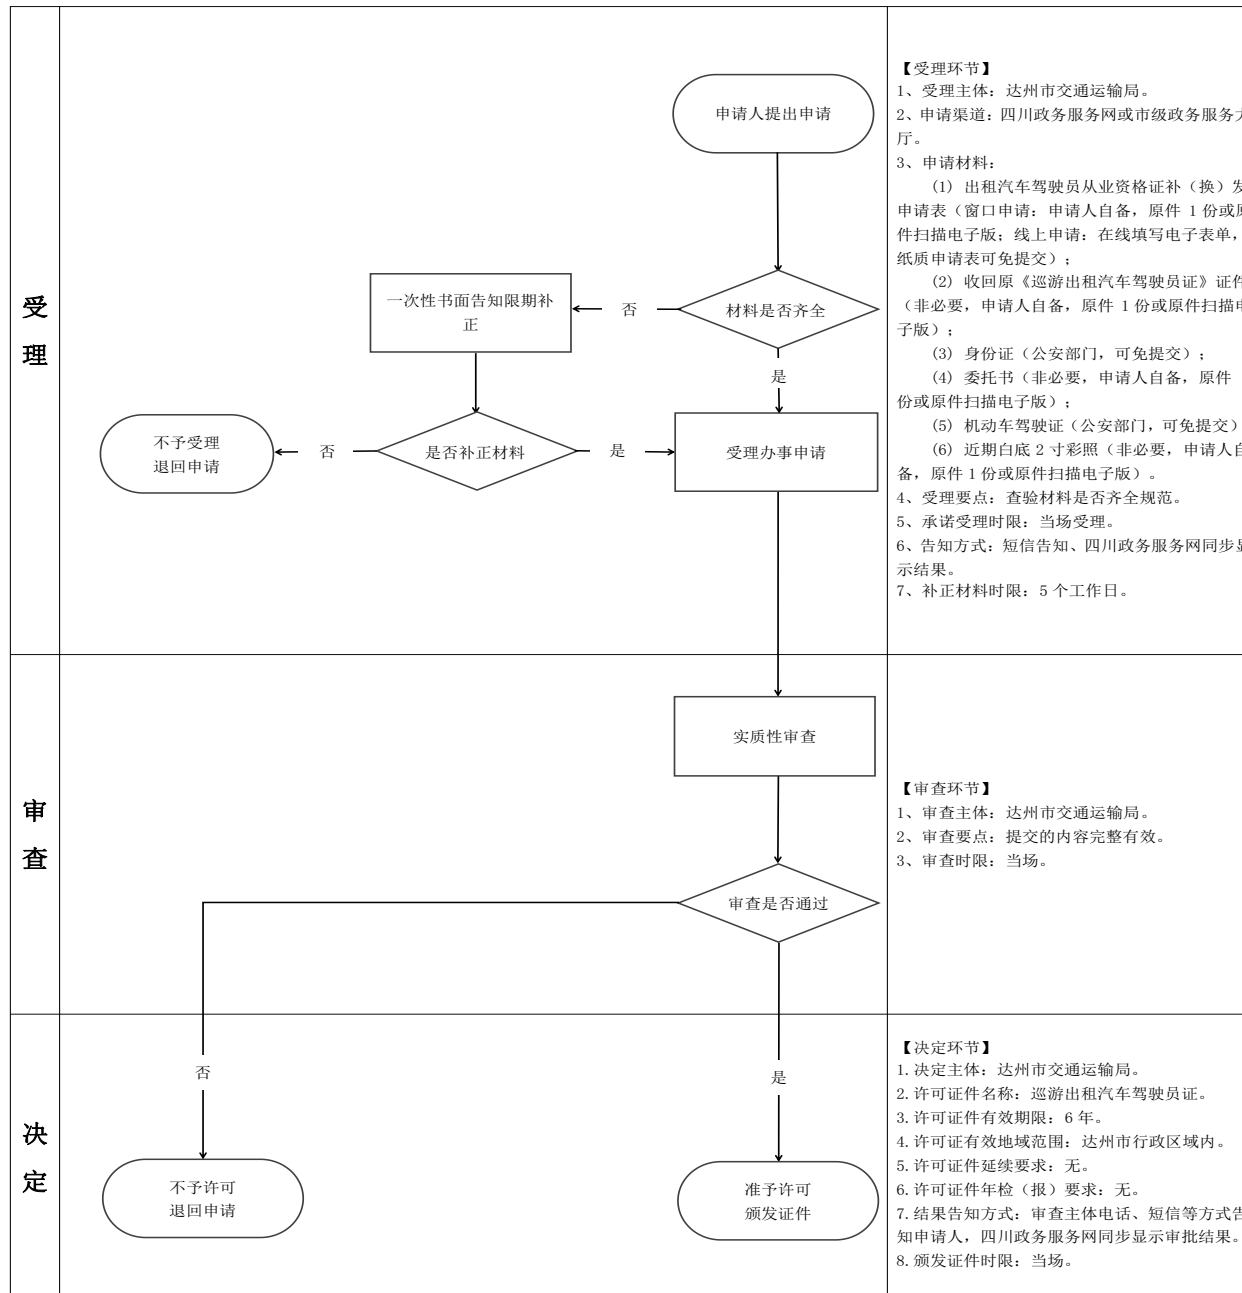 受
理
申请人提出申请
材料是否齐全
否
一次性书面告知限期补
正
是
是否补正材料
否
不予受理
退回申请
是
受理办事申请
【受理环节】
1、受理主体：达州市交通运输局。
2、申请渠道：四川政务服务网或市级政务服务大
厅。
3、申请材料：
(1) 出租汽车驾驶员从业资格证补（换）发
申请表（窗口申请：申请人自备，原件 1 份或原
件扫描电子版；线上申请：在线填写电子表单，
纸质申请表可免提交）；
(2) 收回原《巡游出租汽车驾驶员证》证件
（非必要，申请人自备，原件 1 份或原件扫描电
子版）；
(3) 身份证（公安部门，可免提交）；
(4) 委托书（非必要，申请人自备，原件
份或原件扫描电子版）；
(5) 机动车驾驶证（公安部门，可免提交）
(6) 近期白底 2 寸彩照（非必要，申请人自
备，原件 1 份或原件扫描电子版）。
4、受理要点：查验材料是否齐全规范。
5、承诺受理时限：当场受理。
6、告知方式：短信告知、四川政务服务网同步显
示结果。
7、补正材料时限：5 个工作日。
审
查
实质性审查
审查是否通过
【审查环节】
1、审查主体：达州市交通运输局。
2、审查要点：提交的内容完整有效。
3、审查时限：当场。
决
定
否
是
不予许可
退回申请
准予许可
颁发证件
【决定环节】
1.决定主体：达州市交通运输局。
2.许可证件名称：巡游出租汽车驾驶员证。
3.许可证件有效期限：6 年。
4.许可证有效地域范围：达州市行政区域内。
5.许可证件延续要求：无。
6.许可证件年检（报）要求：无。
7.结果告知方式：审查主体电话、短信等方式告
知申请人，四川政务服务网同步显示审批结果。
8.颁发证件时限：当场。